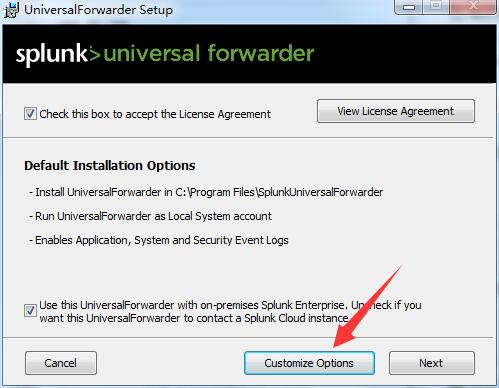 UniversalForwarder Setup
splunk> universal forwarder
Check this box to accept the License Agreement
View License Agreement
Default Installation Options
- Install UniversalForwarder in C:\Program Files\SplunkUniversalForwarder
- Run UniversalForwarder as Local System account
- Enables Application, System and Security Event Logs
Use this UniversalForwarder with on-premises Splunk Enterprise. Uncheck if you
want this UniversalForwarder to contact a Splunk Cloud instance.
Cancel
Customize Options
Next